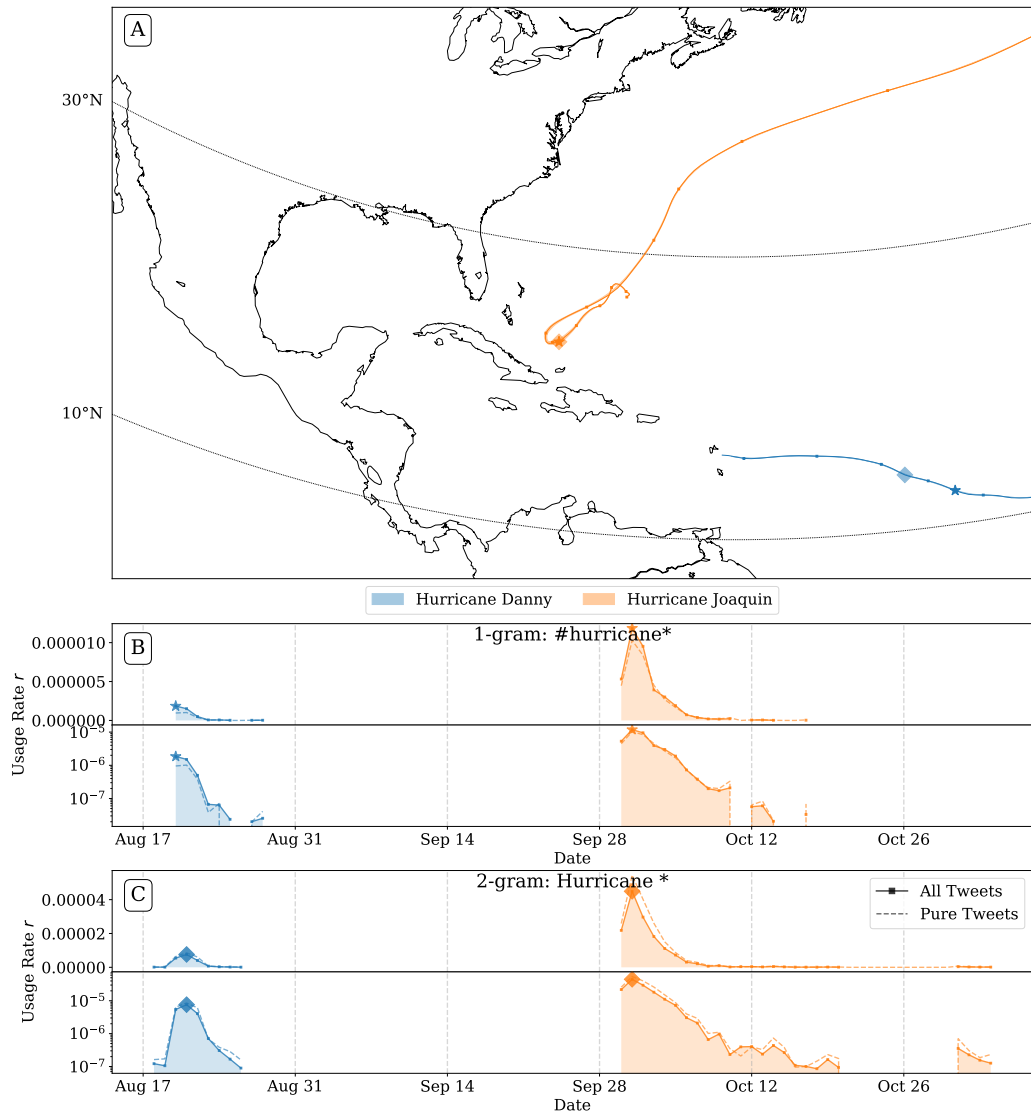 A
30°N
10°N
Hurricane Danny
Hurricane Joaquin
B
1-gram: #hurricane*
0.000010
0.000005
0.000000
10⁻⁵
10⁻⁶
10⁻⁷
Usage Rate r
Aug 17
Aug 31
Sep 14
Sep 28
Oct 12
Oct 26
Date
C
2-gram: Hurricane *
All Tweets
Pure Tweets
0.00004
0.00002
0.00000
10⁻⁵
10⁻⁶
10⁻⁷
Usage Rate r
Aug 17
Aug 31
Sep 14
Sep 28
Oct 12
Oct 26
Date